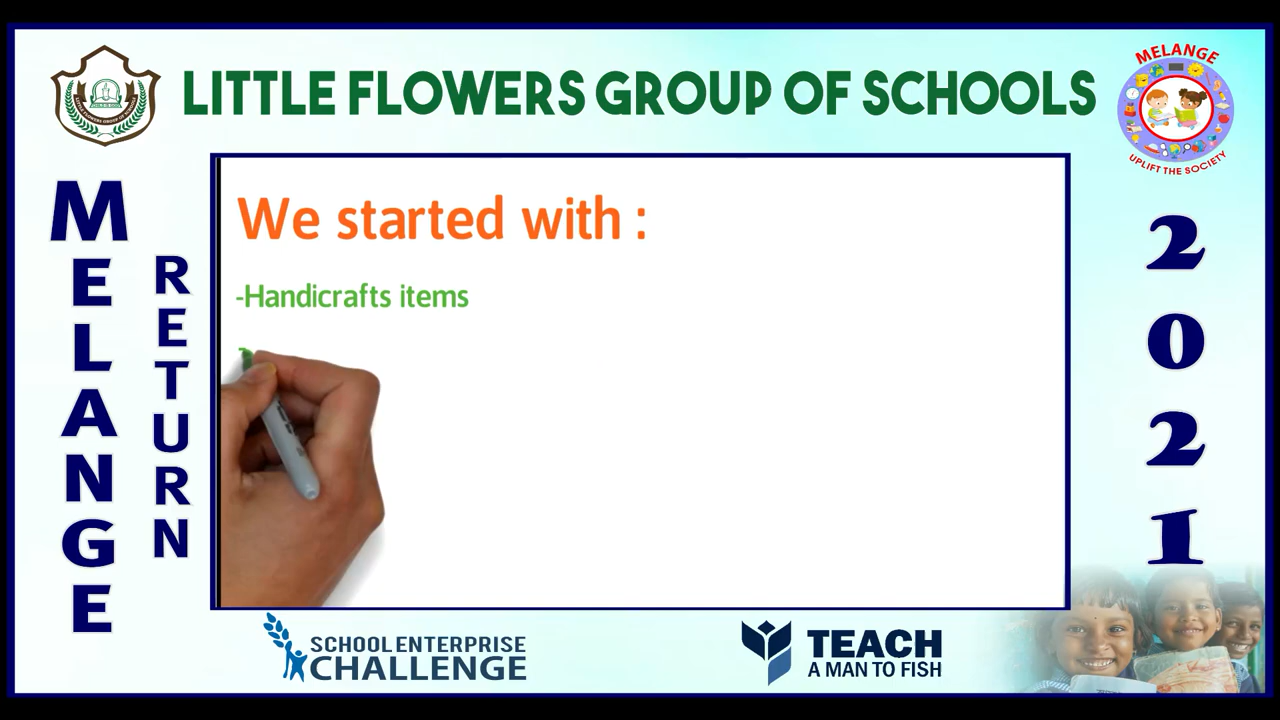 LITTLE FLOWERS GROUP OF SCHOOLS
MELANGE
UPLIFT THE SOCIETY
MELANGE
RETURN
We started with :
-Handicrafts items
2021
SCHOOL ENTERPRISE
CHALLENGE
TEACH
A MAN TO FISH